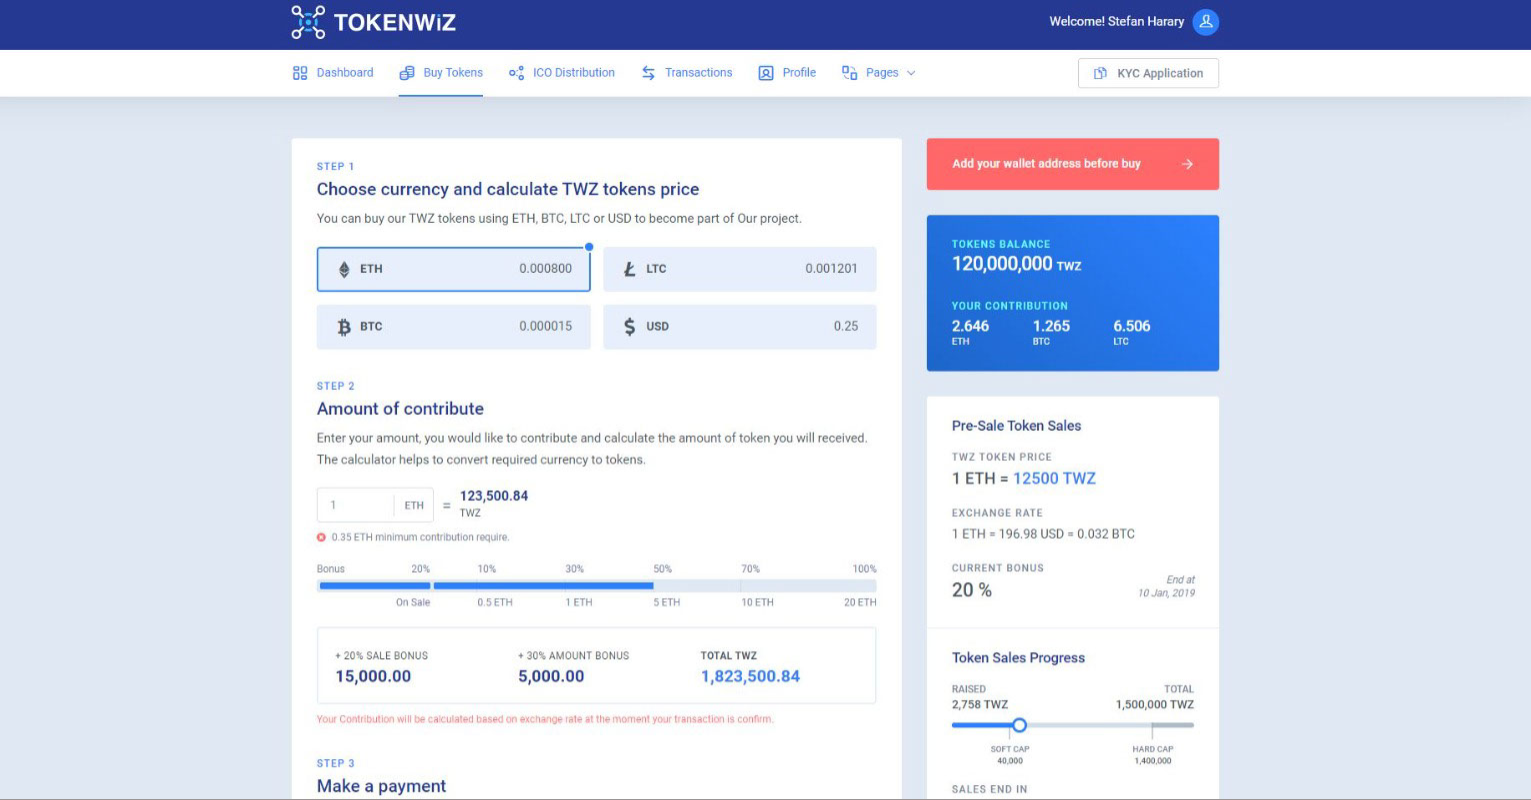 TOKENWiZ
Welcome! Stefan Harary
Dashboard
Buy Tokens
ICO Distribution
Transactions
Profile
Pages
KYC Application
STEP 1
Choose currency and calculate TWZ tokens price
You can buy our TWZ tokens using ETH, BTC, LTC or USD to become part of Our project.
ETH 0.000800
LTC 0.001201
BTC 0.000015
USD 0.25
STEP 2
Amount of contribute
Enter your amount, you would like to contribute and calculate the amount of token you will received.
The calculator helps to convert required currency to tokens.
1 ETH = 123,500.84
TWZ
0.35 ETH minimum contribution require.
Bonus 20% 10% 30% 50% 70% 100%
On Sale 0.5 ETH 1 ETH 5 ETH 10 ETH 20 ETH
+ 20% SALE BONUS + 30% AMOUNT BONUS TOTAL TWZ
15,000.00 5,000.00 1,823,500.84
Your Contribution will be calculated based on exchange rate at the moment your transaction is confirm.
STEP 3
Make a payment
Add your wallet address before buy
TOKENS BALANCE
120,000,000 TWZ
YOUR CONTRIBUTION
2.646 1.265 6.506
ETH BTC LTC
Pre-Sale Token Sales
TWZ TOKEN PRICE
1 ETH = 12500 TWZ
EXCHANGE RATE
1 ETH = 196.98 USD = 0.032 BTC
CURRENT BONUS
20 %
End at
10 Jan, 2019
Token Sales Progress
RAISED TOTAL
2,758 TWZ 1,500,000 TWZ
SOFT CAP HARD CAP
40,000 1,400,000
SALES END IN